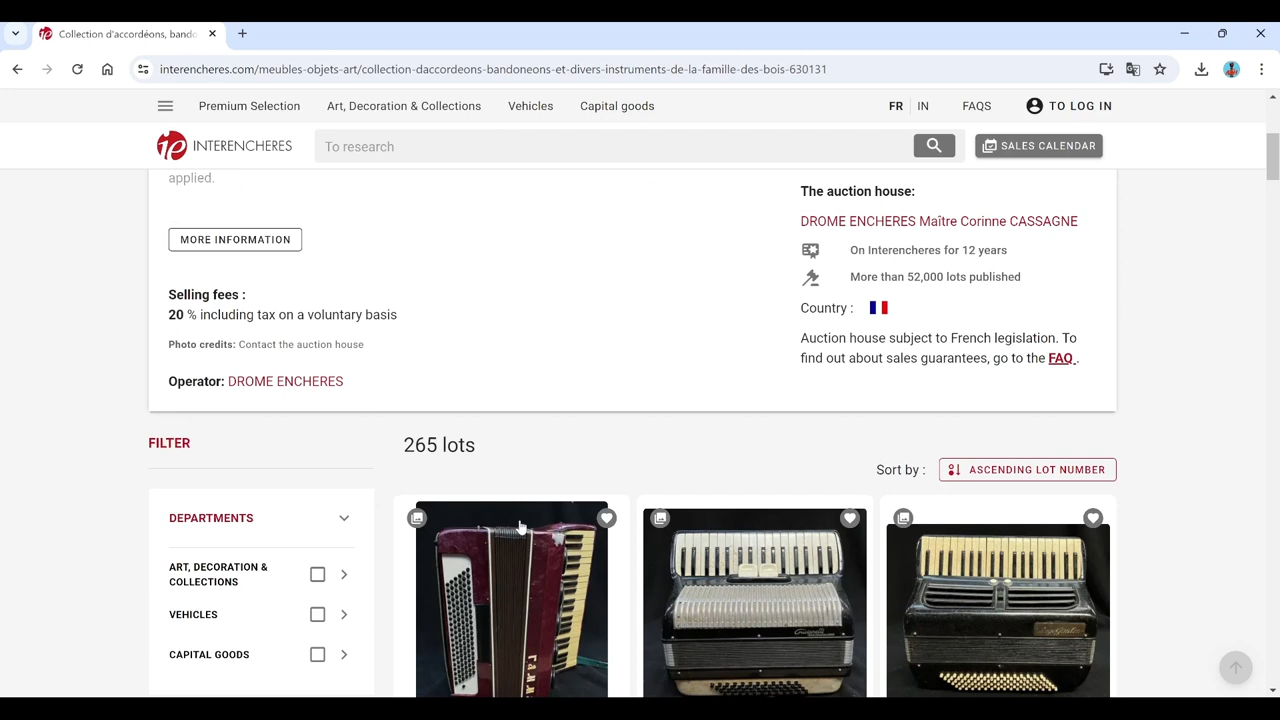 Collection d'accordéons, bando
interencheres.com/meubles-objets-art/collection-daccordeons-bandoneons-et-divers-instruments-de-la-famille-des-bois-630131
Premium Selection
Art, Decoration & Collections
Vehicles
Capital goods
FR
IN
FAQS
TO LOG IN
INTERENCHERES
To research
SALES CALENDAR
applied.
MORE INFORMATION
Selling fees :
20 % including tax on a voluntary basis
Photo credits: Contact the auction house
Operator: DROME ENCHERES
The auction house:
DROME ENCHERES Maître Corinne CASSAGNE
On Interencheres for 12 years
More than 52,000 lots published
Country :
Auction house subject to French legislation. To
find out about sales guarantees, go to the FAQ .
FILTER
265 lots
Sort by :
ASCENDING LOT NUMBER
DEPARTMENTS
ART, DECORATION &
COLLECTIONS
VEHICLES
CAPITAL GOODS